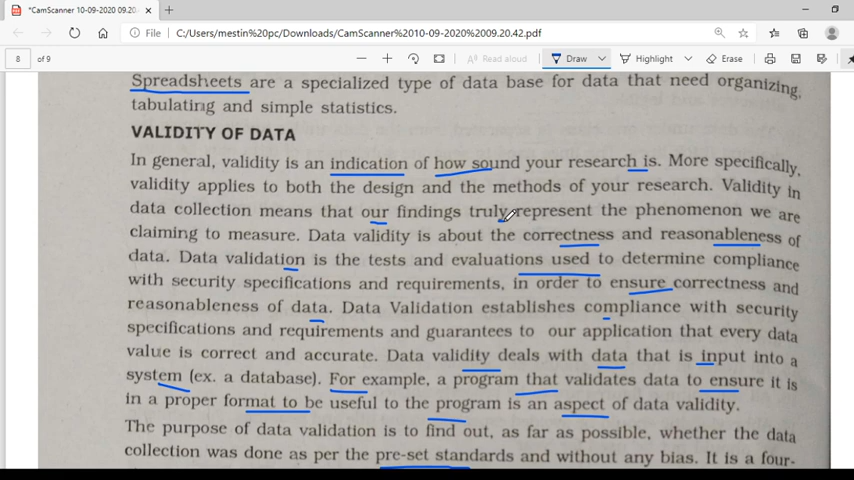 *CamScanner 10-09-2020 09.20.
File C:/Users/mestin%20pc/Downloads/CamScanner%2010-09-2020%2009.20.42.pdf
8 of 9 Read aloud Draw Highlight Erase
Spreadsheets are a specialized type of data base for data that need organizing,
tabulating and simple statistics.
VALIDITY OF DATA
In general, validity is an indication of how sound your research is. More specifically,
validity applies to both the design and the methods of your research. Validity in
data collection means that our findings truly represent the phenomenon we are
claiming to measure. Data validity is about the correctness and reasonableness of
data. Data validation is the tests and evaluations used to determine compliance
with security specifications and requirements, in order to ensure correctness and
reasonableness of data. Data Validation establishes compliance with security
specifications and requirements and guarantees to our application that every data
value is correct and accurate. Data validity deals with data that is input into a
system (ex. a database). For example, a program that validates data to ensure it is
in a proper format to be useful to the program is an aspect of data validity.
The purpose of data validation is to find out, as far as possible, whether the data
collection was done as per the pre-set standards and without any bias. It is a four-